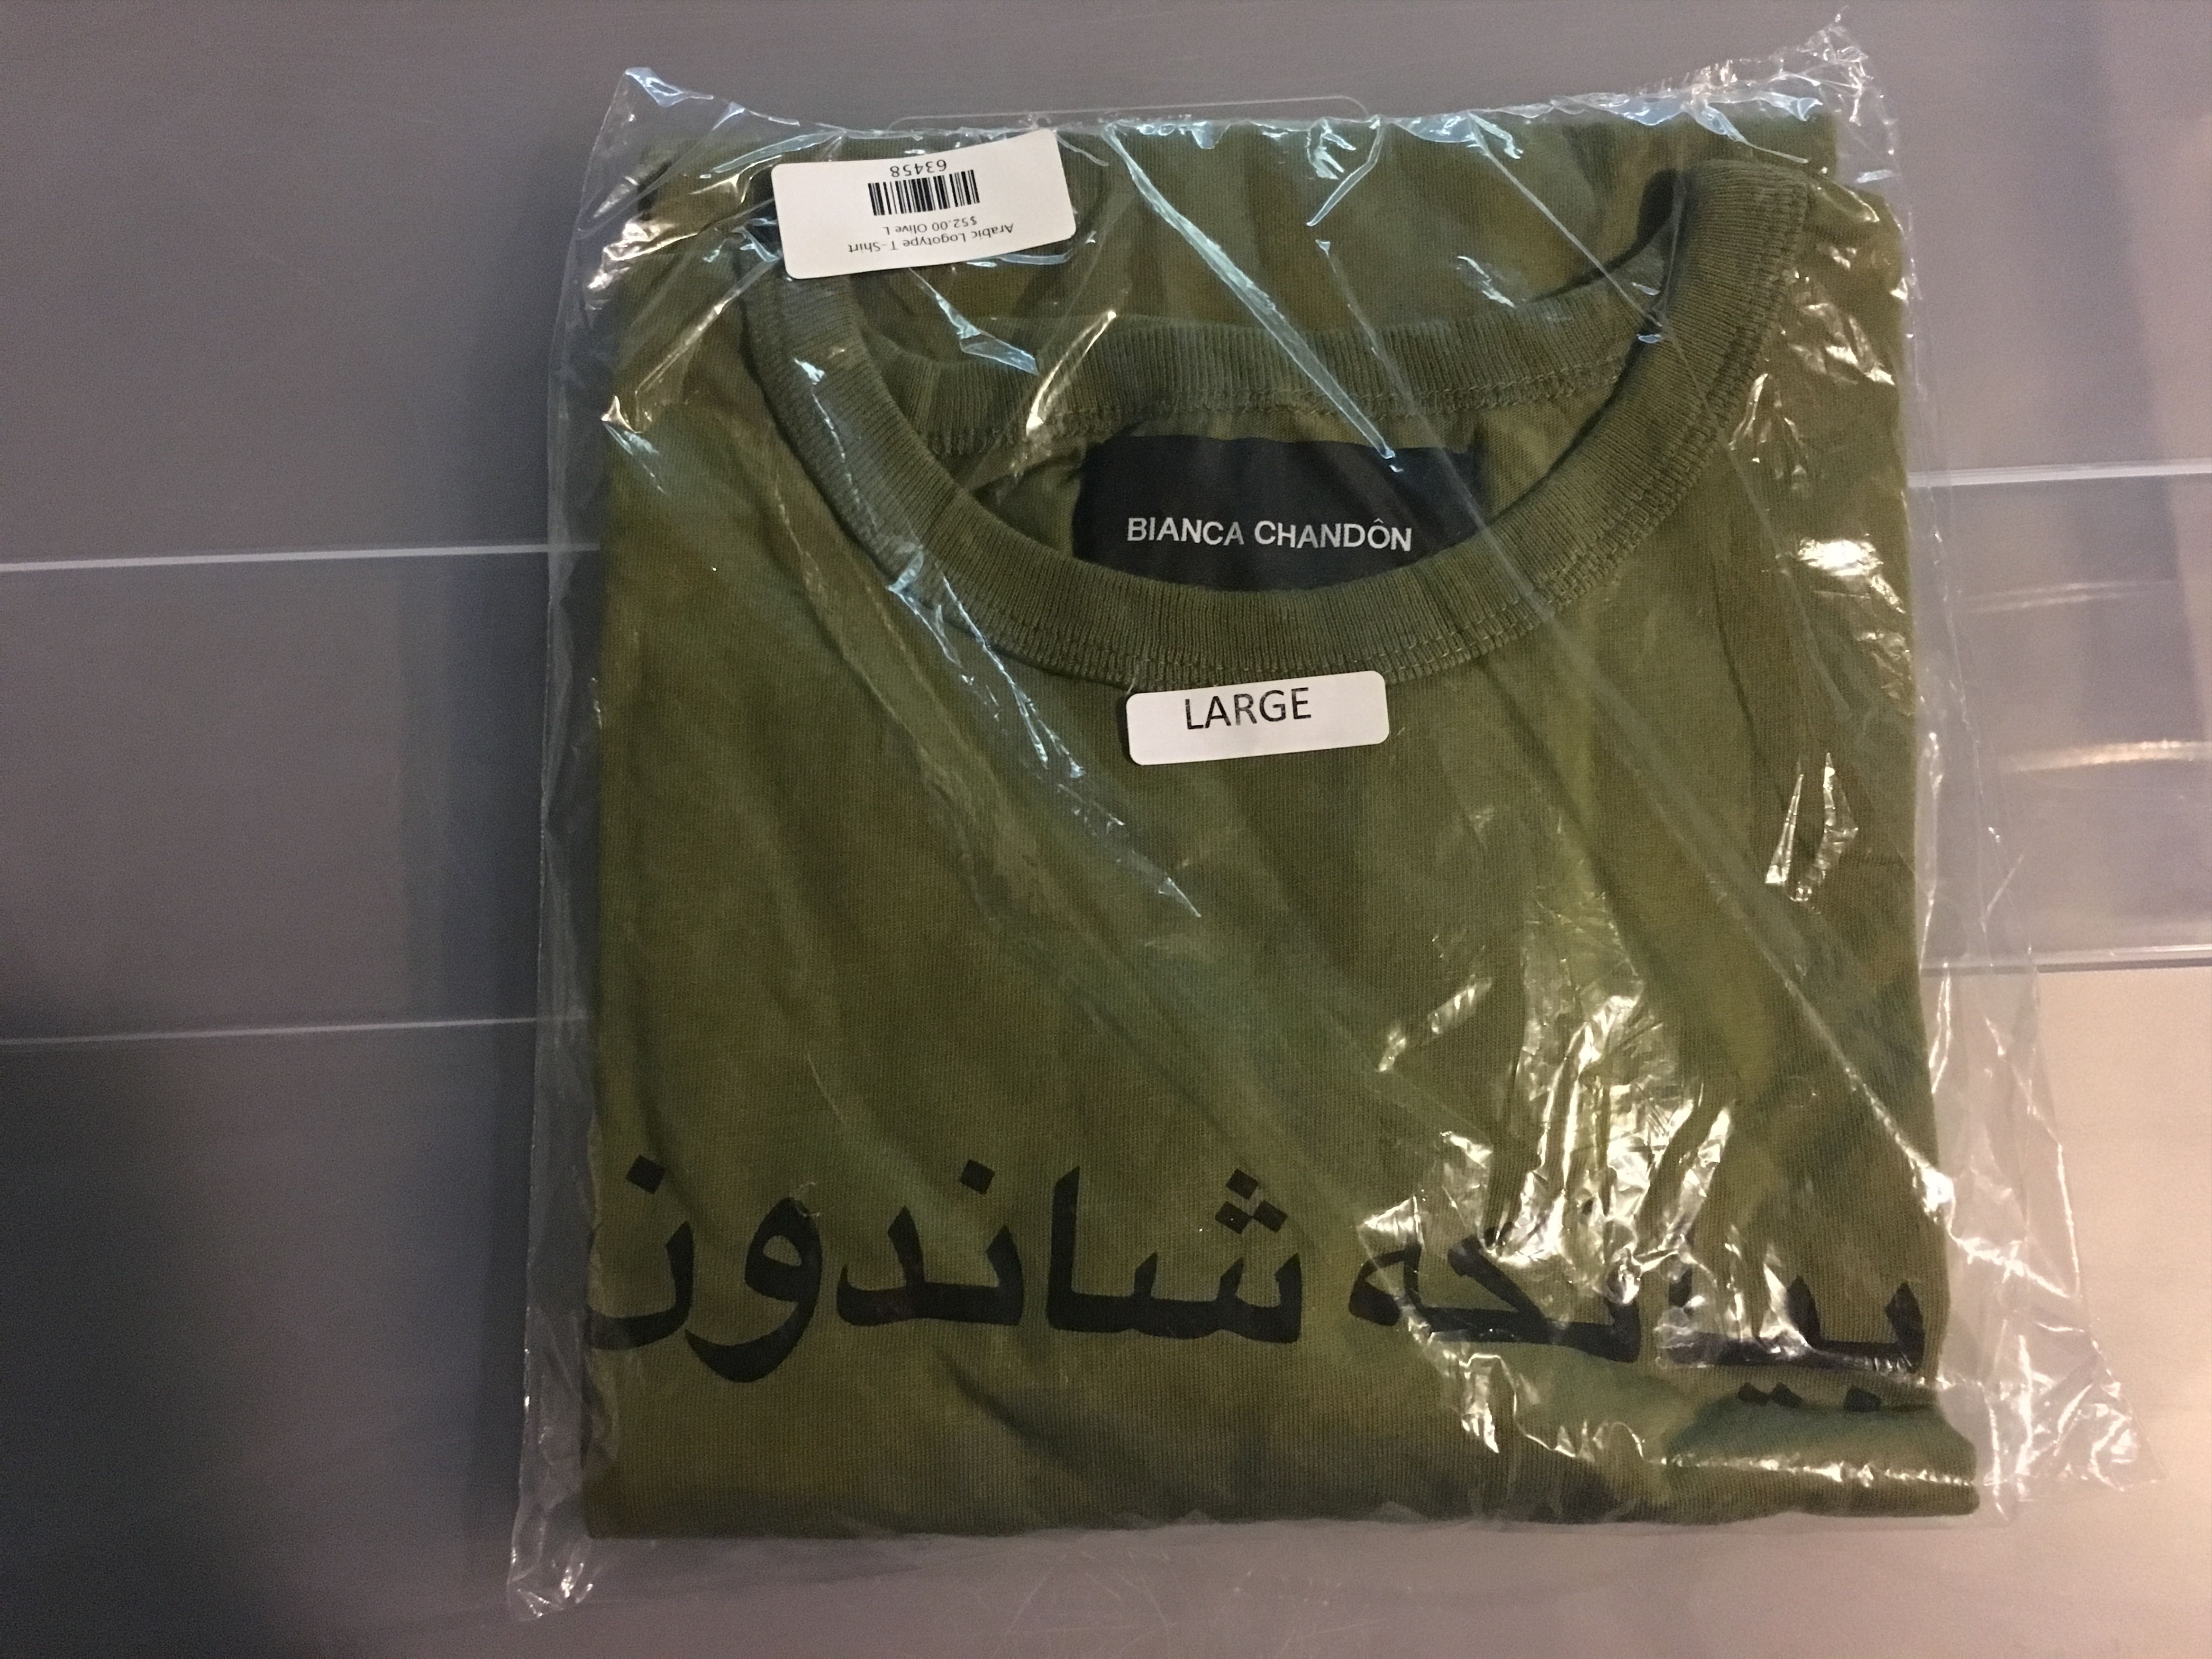 Arabic Logotype T-Shirt
$52.00 Olive L
63458
BIANCA CHANDÔN
LARGE
بيانكه شاندون